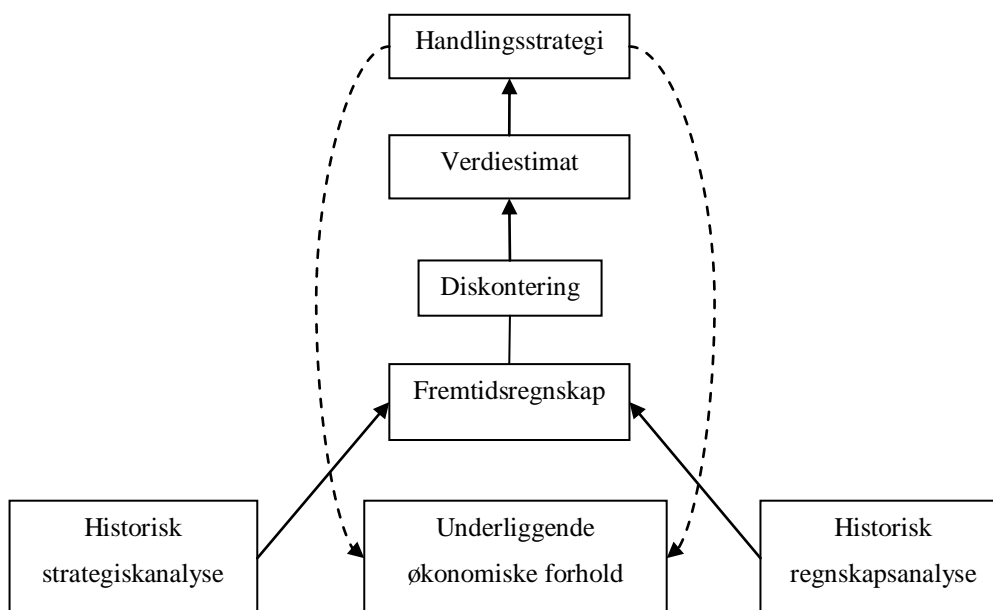 Handlingsstrategi
Verdiestimat
Diskontering
Fremtidsregnskap
Historisk
strategiskanalyse
Underliggende
økonomiske forhold
Historisk
regnskapsanalyse